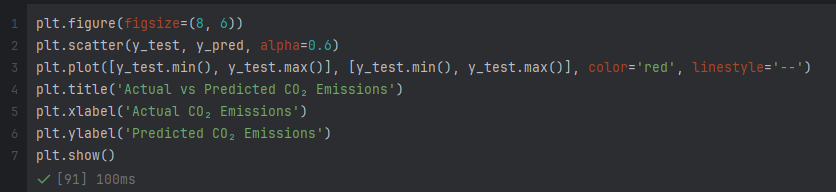 1 plt.figure(figsize=(8, 6))
2 plt.scatter(y_test, y_pred, alpha=0.6)
3 plt.plot([y_test.min(), y_test.max()], [y_test.min(), y_test.max()], color='red', linestyle='--')
4 plt.title('Actual vs Predicted CO₂ Emissions')
5 plt.xlabel('Actual CO₂ Emissions')
6 plt.ylabel('Predicted CO₂ Emissions')
7 plt.show()
✓ [91] 100ms